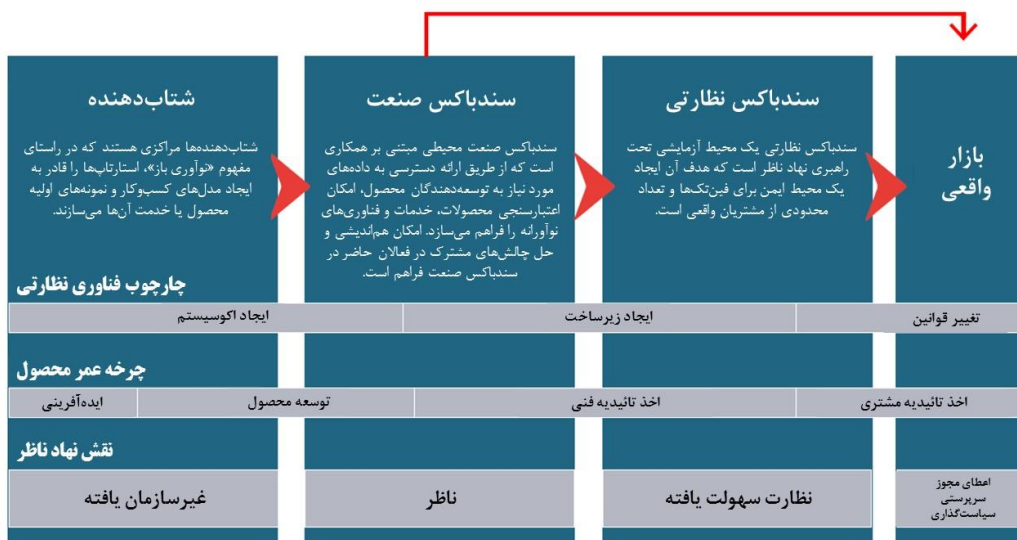 شتاب‌دهنده
شتاب‌دهنده‌ها مراکزی هستند که در راستای
مفهوم «نوآوری باز»، استارتاپ‌ها را قادر به
ایجاد مدل‌های کسب‌وکار و نمونه‌های اولیه
محصول یا خدمت آن‌ها می‌سازند.
سندباکس صنعت
سندباکس صنعت محیطی مبتنی بر همکاری
است که از طریق ارائه دسترسی به داده‌های
مورد نیاز به توسعه‌دهندگان محصول، امکان
اعتبارسنجی محصولات، خدمات و فناوری‌های
نوآورانه را فراهم می‌سازد. امکان هم‌اندیشی و
حل چالش‌های مشترک در فعالان حاضر در
سندباکس صنعت فراهم است.
سندباکس نظارتی
سندباکس نظارتی یک محیط آزمایشی تحت
راهبری نهاد ناظر است که هدف آن ایجاد
یک محیط ایمن برای فین‌تک‌ها و تعداد
محدودی از مشتریان واقعی است.
بازار
واقعی
چارچوب فناوری نظارتی
ایجاد اکوسیستم
ایجاد زیرساخت
تغییر قوانین
چرخه عمر محصول
ایده‌آفرینی
توسعه محصول
اخذ تائیدیه فنی
اخذ تائیدیه مشتری
نقش نهاد ناظر
غیرسازمان یافته
ناظر
نظارت سهولت یافته
اعطای مجوز
سرپرستی
سیاست‌گذاری